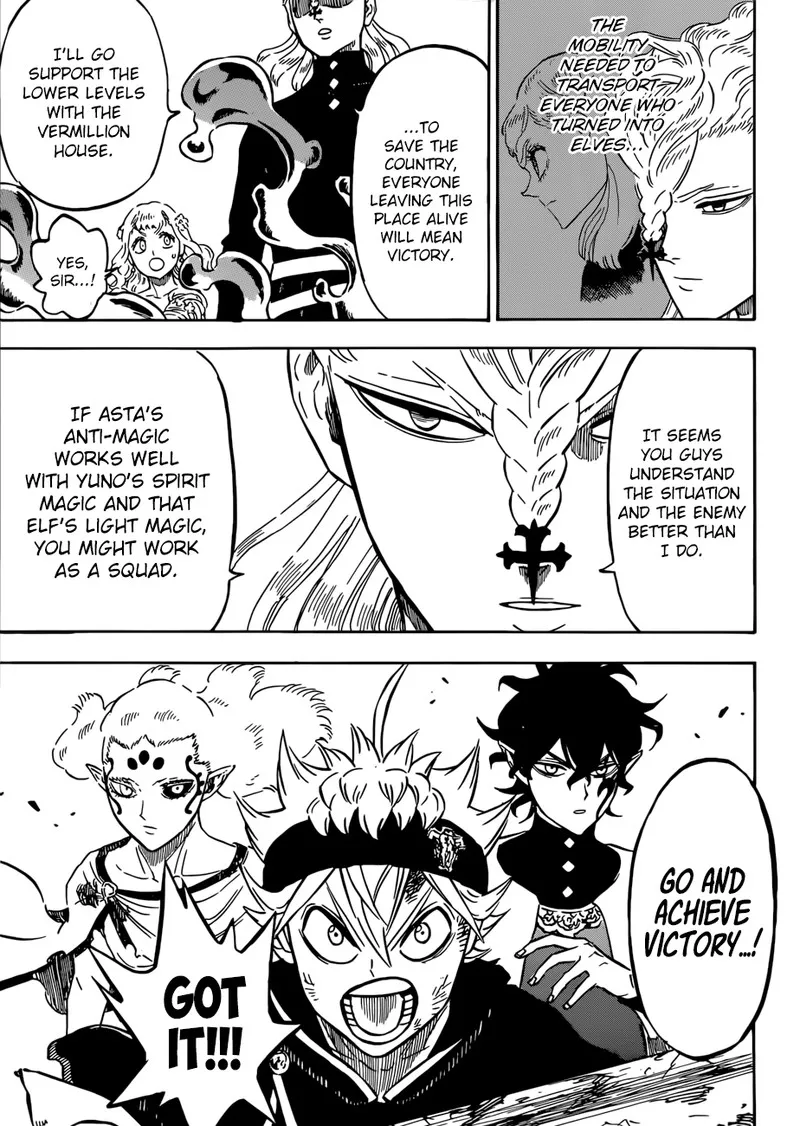 THE
MOBILITY
NEEDED TO
TRANSPORT
EVERYONE WHO
TURNED INTO
ELVES...
...TO
SAVE THE
COUNTRY,
EVERYONE
LEAVING THIS
PLACE ALIVE
WILL MEAN
VICTORY.
I'LL GO
SUPPORT THE
LOWER LEVELS
WITH THE
VERMILLION
HOUSE.
YES,
SIR...!
IT SEEMS
YOU GUYS
UNDERSTAND
THE SITUATION
AND THE ENEMY
BETTER THAN
I DO.
IF ASTA'S
ANTI-MAGIC
WORKS WELL
WITH YUNO'S SPIRIT
MAGIC AND THAT
ELF'S LIGHT MAGIC,
YOU MIGHT WORK
AS A SQUAD.
GO AND
ACHIEVE
VICTORY...!
GOT
IT!!!